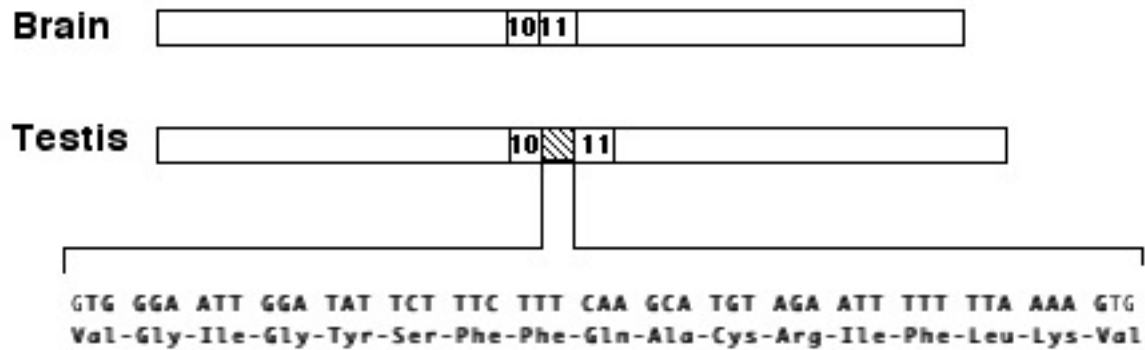 Brain 10 11
Testis 10 11
GTG GGA ATT GGA TAT TCT TTC TTT CAA GCA TGT AGA ATT TTT TTA AAA GTG
Val-Gly-Ile-Gly-Tyr-Ser-Phe-Phe-Gln-Ala-Cys-Arg-Ile-Phe-Leu-Lys-Val